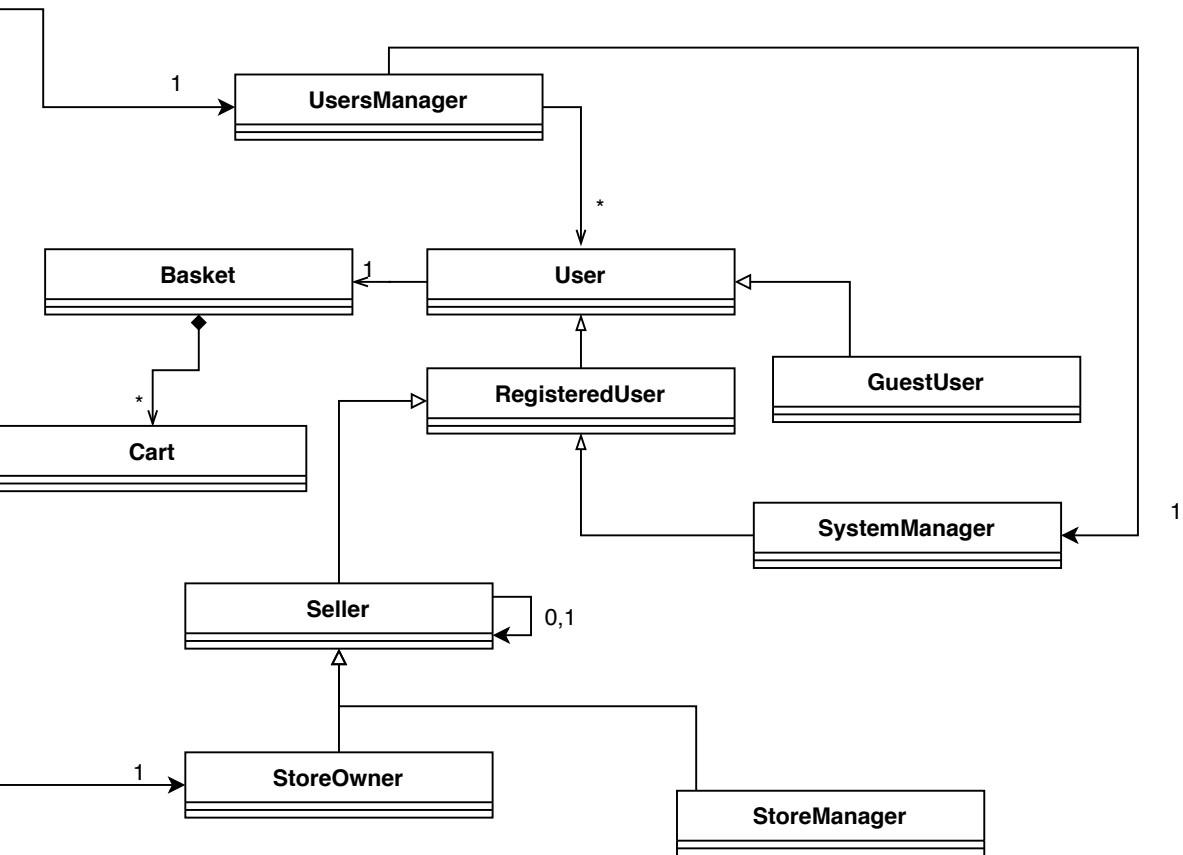 1
UsersManager
*
Basket
1
User
GuestUser
RegisteredUser
*
Cart
SystemManager
1
Seller
0,1
1
StoreOwner
StoreManager